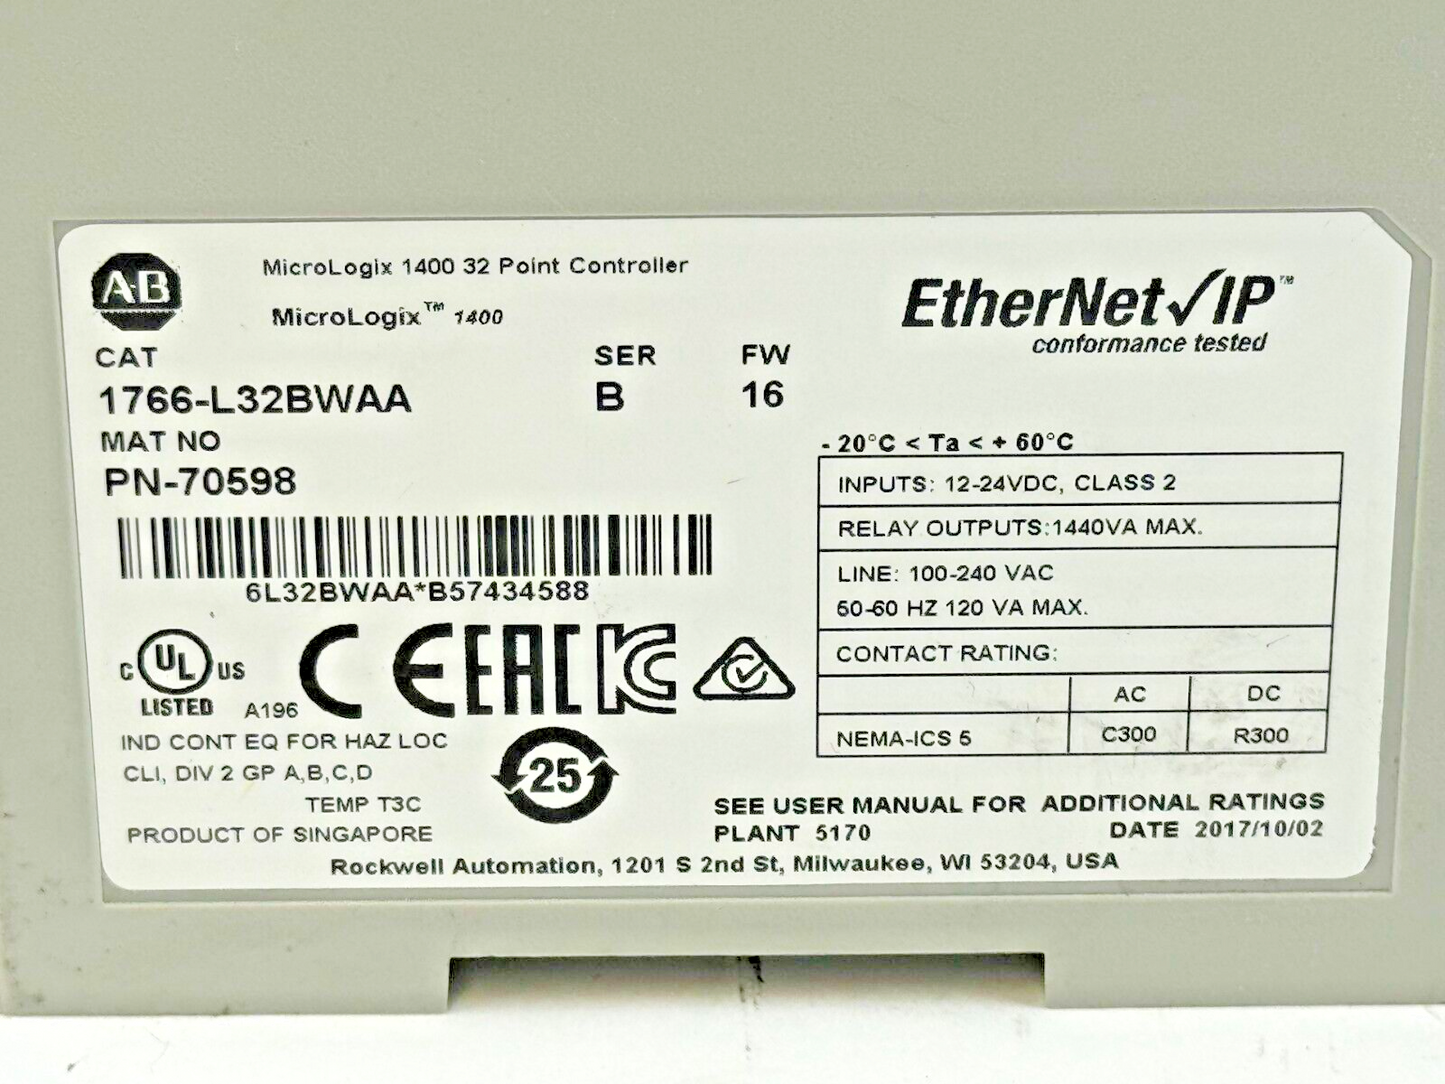 AB
MicroLogix 1400 32 Point Controller
MicroLogix™ 1400
EtherNet/IP™
conformance tested
CAT
SER
FW
1766-L32BWAA
B
16
MAT NO
PN-70598
6L32BWAA*B57434588
- 20°C < Ta < + 60°C
INPUTS: 12-24VDC, CLASS 2
RELAY OUTPUTS:1440VA MAX.
LINE: 100-240 VAC
50-60 HZ 120 VA MAX.
CONTACT RATING:
AC
DC
NEMA-ICS 5
C300
R300
C UL US
LISTED A196
CE EAC KC
IND CONT EQ FOR HAZ LOC
CLI, DIV 2 GP A,B,C,D
TEMP T3C
25
PRODUCT OF SINGAPORE
SEE USER MANUAL FOR ADDITIONAL RATINGS
PLANT 5170
DATE 2017/10/02
Rockwell Automation, 1201 S 2nd St, Milwaukee, WI 53204, USA